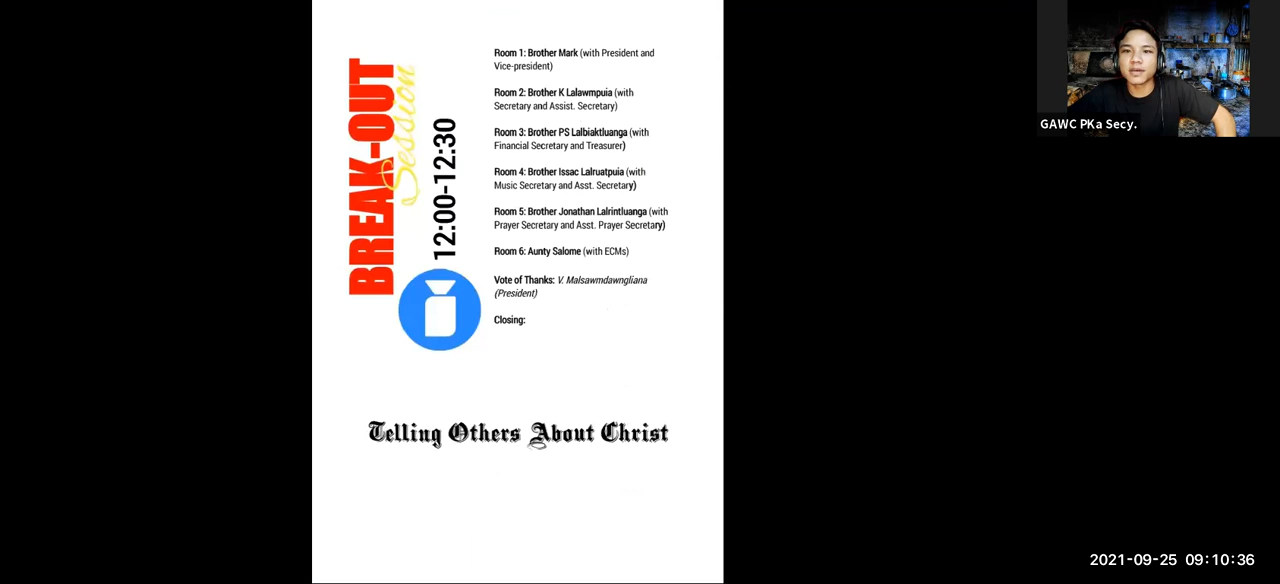 BREAK-OUT
Session
12:00-12:30
Room 1: Brother Mark (with President and
Vice-president)
Room 2: Brother K Lalawmpuia (with
Secretary and Assist. Secretary)
Room 3: Brother PS Lalbiaktluanga (with
Financial Secretary and Treasurer)
Room 4: Brother Issac Lalruatpuia (with
Music Secretary and Asst. Secretary)
Room 5: Brother Jonathan Lalrintluanga (with
Prayer Secretary and Asst. Prayer Secretary)
Room 6: Aunty Salome (with ECMs)
Vote of Thanks: V. Malsawmdawngliana
(President)
Closing:
Telling Others About Christ
GAWC PKa Secy.
2021-09-25 09:10:36